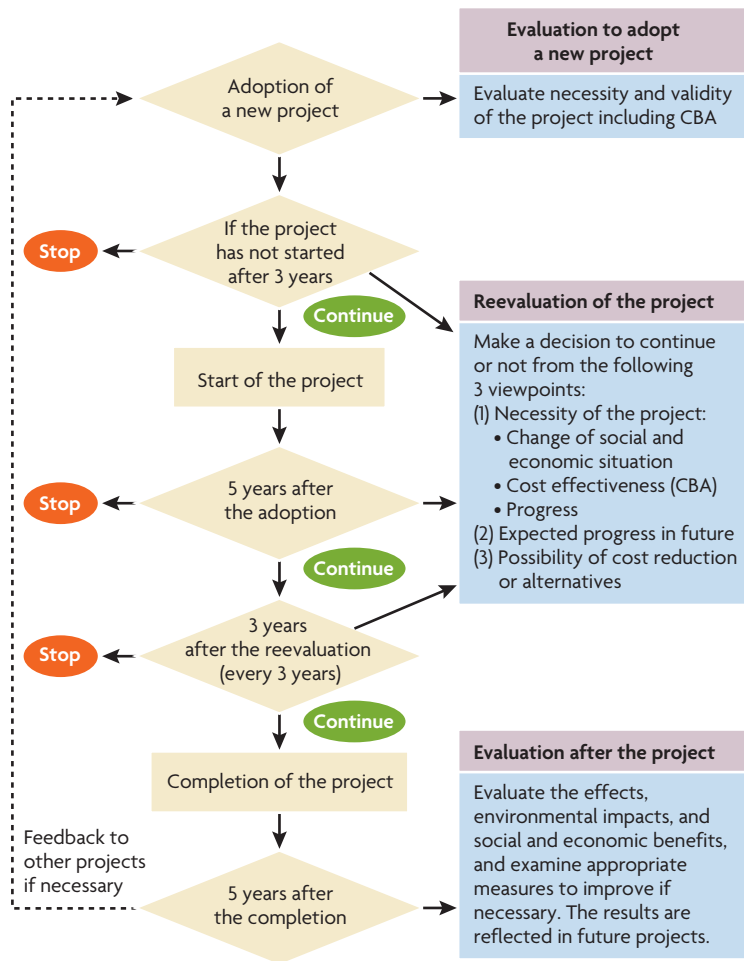 Adoption of
a new project
Evaluation to adopt
a new project
Evaluate necessity and validity
of the project including CBA
If the project
has not started
after 3 years
Stop
Continue
Start of the project
Reevaluation of the project
Make a decision to continue
or not from the following
3 viewpoints:
(1) Necessity of the project:
• Change of social and
economic situation
• Cost effectiveness (CBA)
• Progress
(2) Expected progress in future
(3) Possibility of cost reduction
or alternatives
5 years after
the adoption
Stop
Continue
3 years
after the reevaluation
(every 3 years)
Stop
Continue
Completion of the project
Evaluation after the project
Evaluate the effects,
environmental impacts, and
social and economic benefits,
and examine appropriate
measures to improve if
necessary. The results are
reflected in future projects.
Feedback to
other projects
if necessary
5 years after
the completion